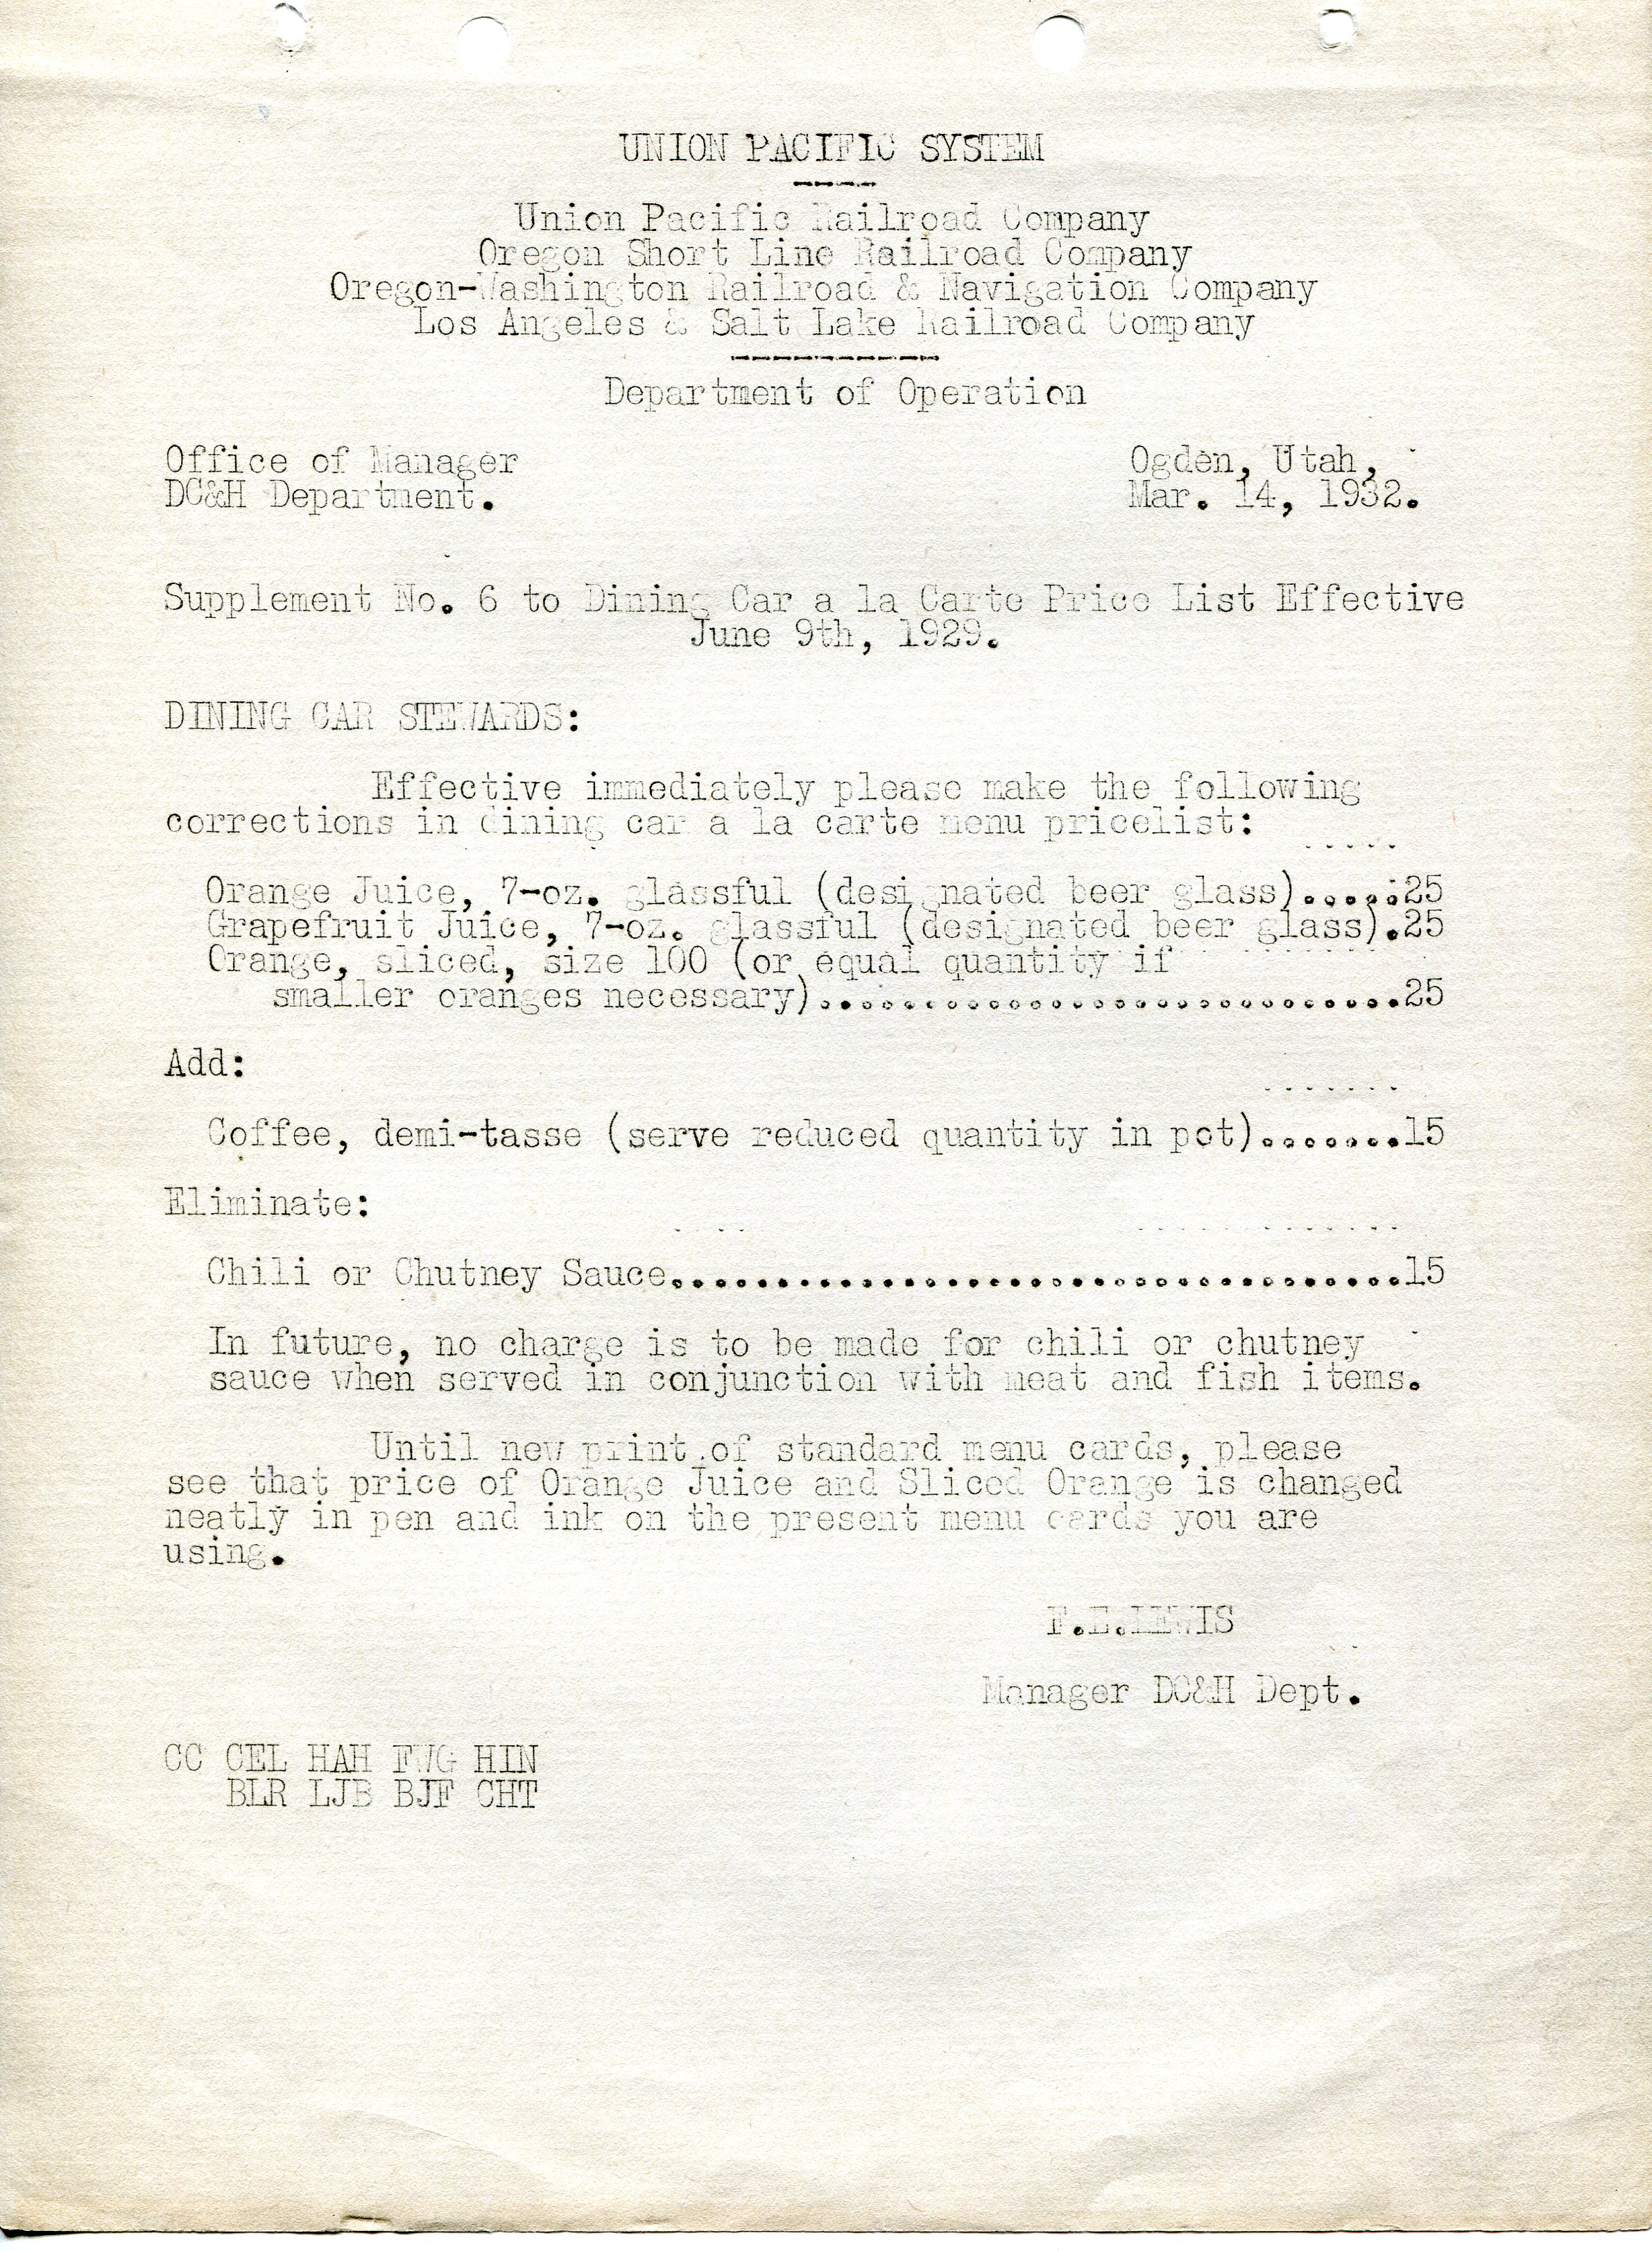 UNION PACIFIC SYSTEM
Union Pacific Railroad Company
Oregon Short Line Railroad Company
Oregon-Washington Railroad & Navigation Company
Los Angeles & Salt Lake Railroad Company
Department of Operation
Office of Manager
DC&H Department.
Ogden, Utah,
Mar. 14, 1932.
Supplement No. 6 to Dining Car a la Carte Price List Effective
June 9th, 1929.
DINING CAR STEWARDS:
Effective immediately please make the following
corrections in dining car a la carte menu pricelist:
Orange Juice, 7-oz. glassful (designated beer glass).....25
Grapefruit Juice, 7-oz. glassful (designated beer glass).25
Orange, sliced, size 100 (or equal quantity if
smaller oranges necessary)............................25
Add:
Coffee, demi-tasse (serve reduced quantity in pot).......15
Eliminate:
Chili or Chutney Sauce...................................15
In future, no charge is to be made for chili or chutney
sauce when served in conjunction with meat and fish items.
Until new print of standard menu cards, please
see that price of Orange Juice and Sliced Orange is changed
neatly in pen and ink on the present menu cards you are
using.
F.E.LEWIS
Manager DC&H Dept.
CC CEL HAH FWG HIN
BLR LJB BJF CHT